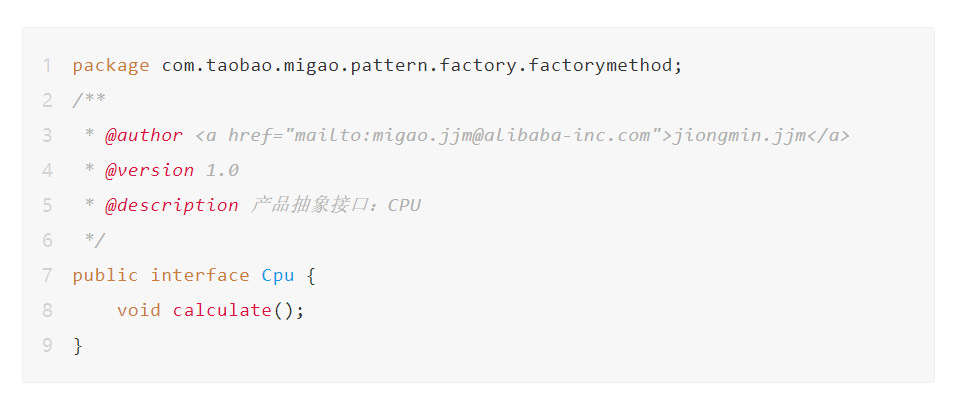 1 package com.taobao.migao.pattern.factory.factorymethod;
2 /**
3  * @author <a href="mailto:migao.jjm@alibaba-inc.com">jiongmin.jjm</a>
4  * @version 1.0
5  * @description 产品抽象接口：CPU
6  */
7 public interface Cpu {
8     void calculate();
9 }